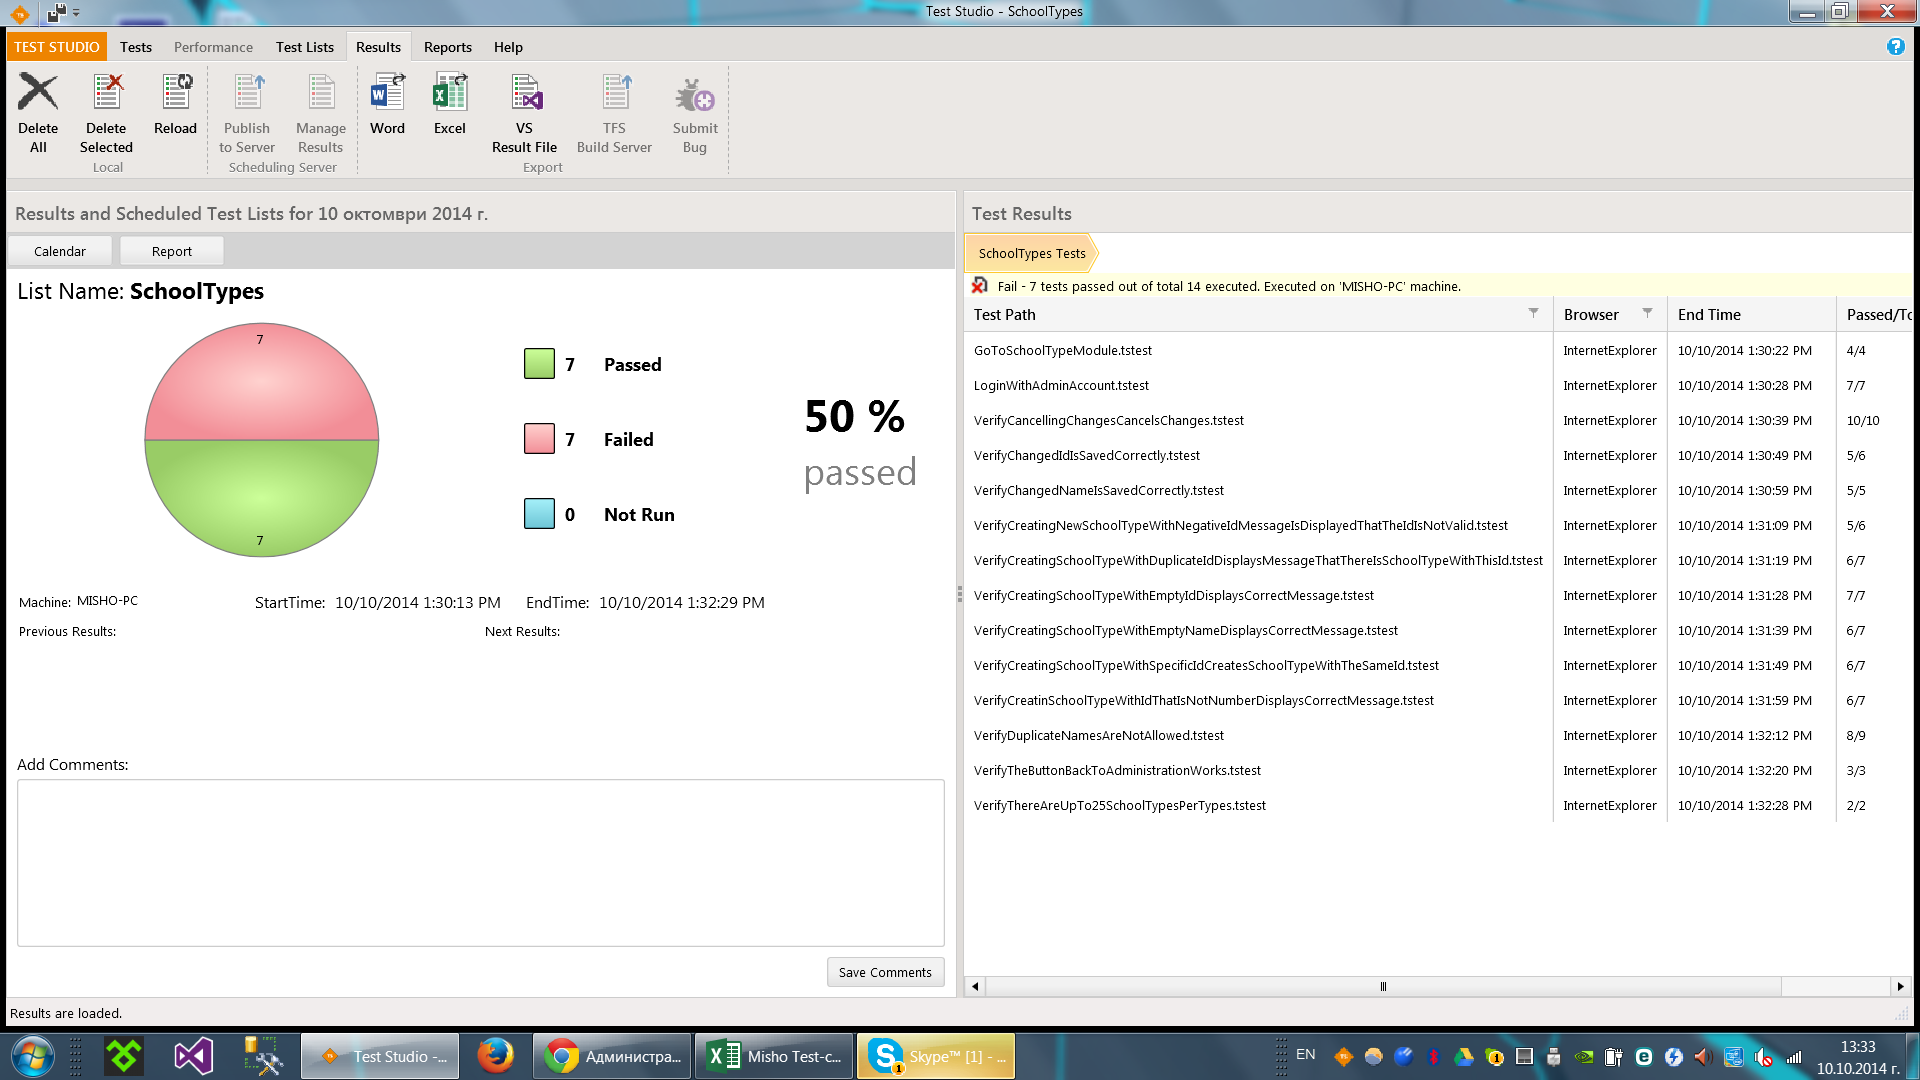 Test Studio - SchoolTypes
TEST STUDIO Tests Performance Test Lists Results Reports Help
Delete All
Delete Selected
Reload
Local
Publish to Server
Manage Results
Scheduling Server
Word
Excel
VS Result File
TFS Build Server
Submit Bug
Export
Results and Scheduled Test Lists for 10 октомври 2014 г.
Calendar Report
List Name: SchoolTypes
7
7
7 Passed
7 Failed
0 Not Run
50 %
passed
Machine: MISHO-PC StartTime: 10/10/2014 1:30:13 PM EndTime: 10/10/2014 1:32:29 PM
Previous Results: Next Results:
Add Comments:
Save Comments
Results are loaded.
Test Results
SchoolTypes Tests
Fail - 7 tests passed out of total 14 executed. Executed on 'MISHO-PC' machine.
Test Path Browser End Time Passed/To
GoToSchoolTypeModule.tstest InternetExplorer 10/10/2014 1:30:22 PM 4/4
LoginWithAdminAccount.tstest InternetExplorer 10/10/2014 1:30:28 PM 7/7
VerifyCancellingChangesCancelsChanges.tstest InternetExplorer 10/10/2014 1:30:39 PM 10/10
VerifyChangedIdIsSavedCorrectly.tstest InternetExplorer 10/10/2014 1:30:49 PM 5/6
VerifyChangedNameIsSavedCorrectly.tstest InternetExplorer 10/10/2014 1:30:59 PM 5/5
VerifyCreatingNewSchoolTypeWithNegativeIdMessageIsDisplayedThatTheIdIsNotValid.tstest InternetExplorer 10/10/2014 1:31:09 PM 5/6
VerifyCreatingSchoolTypeWithDuplicateIdDisplaysMessageThatThereIsSchoolTypeWithThisId.tstest InternetExplorer 10/10/2014 1:31:19 PM 6/7
VerifyCreatingSchoolTypeWithEmptyIdDisplaysCorrectMessage.tstest InternetExplorer 10/10/2014 1:31:28 PM 7/7
VerifyCreatingSchoolTypeWithEmptyNameDisplaysCorrectMessage.tstest InternetExplorer 10/10/2014 1:31:39 PM 6/7
VerifyCreatingSchoolTypeWithSpecificIdCreatesSchoolTypeWithTheSameId.tstest InternetExplorer 10/10/2014 1:31:49 PM 6/7
VerifyCreatinSchoolTypeWithIdThatIsNotNumberDisplaysCorrectMessage.tstest InternetExplorer 10/10/2014 1:31:59 PM 6/7
VerifyDuplicateNamesAreNotAllowed.tstest InternetExplorer 10/10/2014 1:32:12 PM 8/9
VerifyTheButtonBackToAdministrationWorks.tstest InternetExplorer 10/10/2014 1:32:20 PM 3/3
VerifyThereAreUpTo25SchoolTypesPerTypes.tstest InternetExplorer 10/10/2014 1:32:28 PM 2/2
Test Studio -... Администра... Misho Test-c... Skype™ [1] - ... EN 13:33
10.10.2014 г.